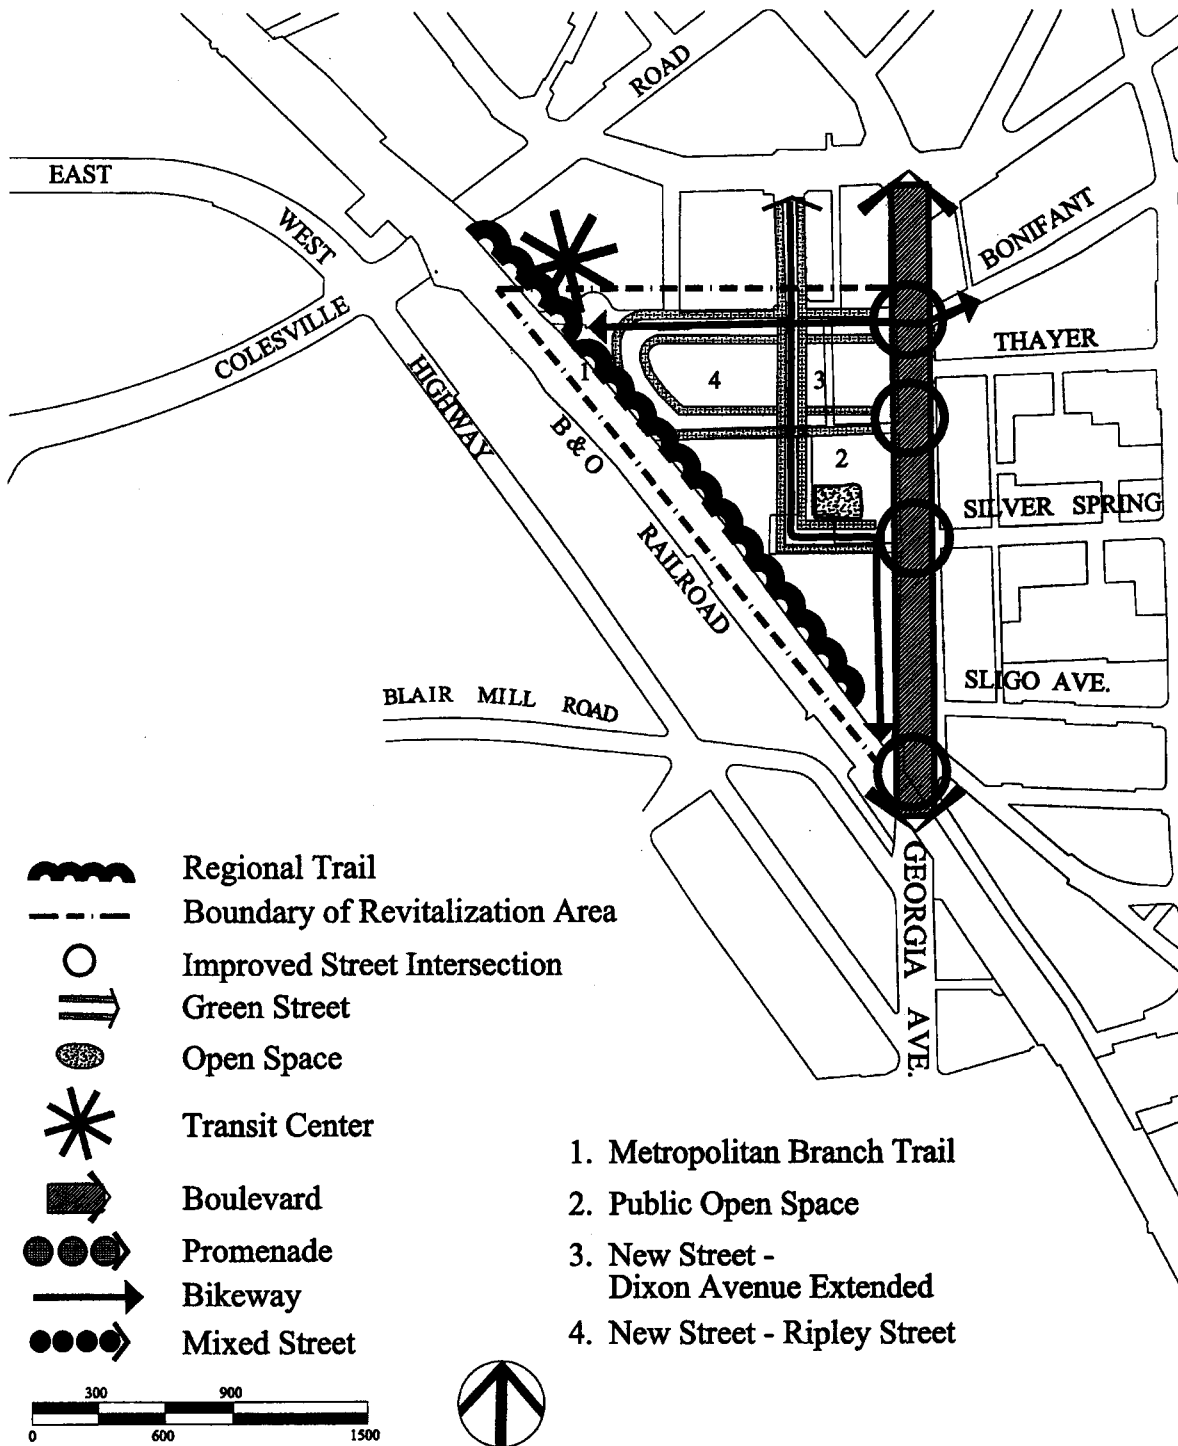 ROAD
EAST
WEST
BONIFANT
COLESVILLE
THAYER
HIGHWAY
1
4
3
B & O
2
SILVER SPRING
RAILROAD
SLIGO AVE.
BLAIR MILL ROAD
GEORGIA AVE.
Regional Trail
Boundary of Revitalization Area
Improved Street Intersection
Green Street
Open Space
Transit Center
Boulevard
Promenade
Bikeway
Mixed Street
1. Metropolitan Branch Trail
2. Public Open Space
3. New Street -
Dixon Avenue Extended
4. New Street - Ripley Street
300 900
0 600 1500